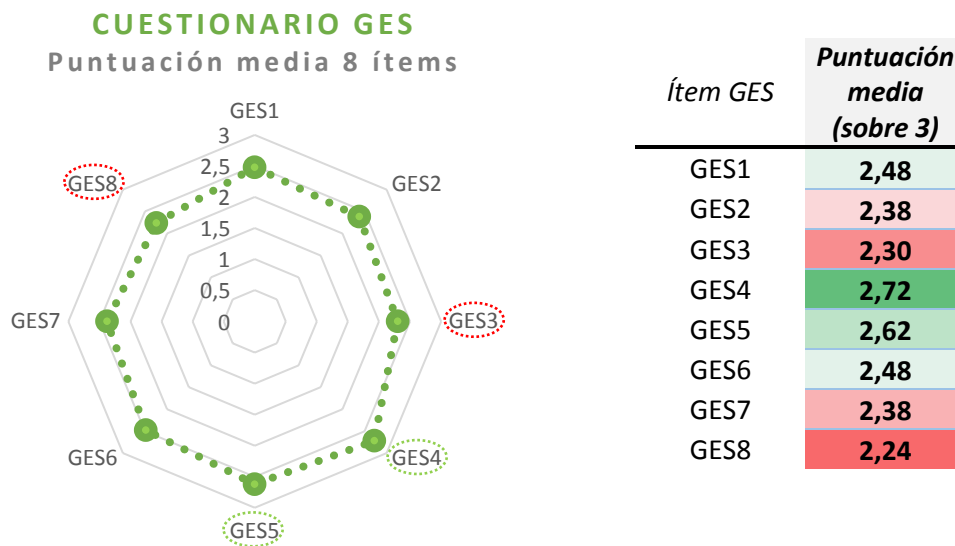 CUESTIONARIO GES
Puntuación media 8 ítems
GES1
GES2
GES3
GES4
GES5
GES6
GES7
GES8
3
2,5
2
1,5
1
0,5
0
Ítem GES
Puntuación
media
(sobre 3)
GES1 2,48
GES2 2,38
GES3 2,30
GES4 2,72
GES5 2,62
GES6 2,48
GES7 2,38
GES8 2,24